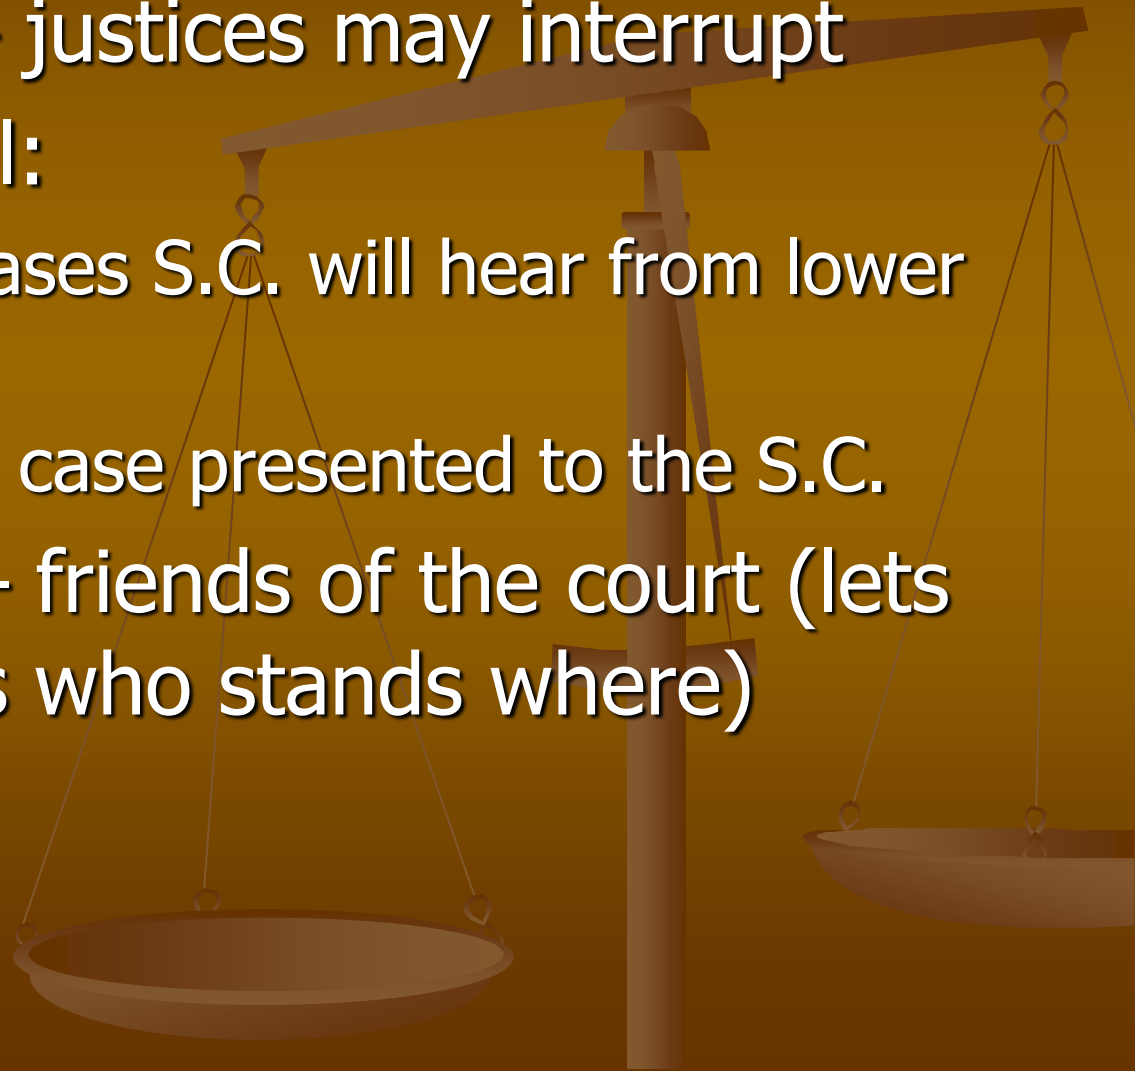 - justices may interrupt
l:
ases S.C. will hear from lower
case presented to the S.C.
- friends of the court (lets
s who stands where)